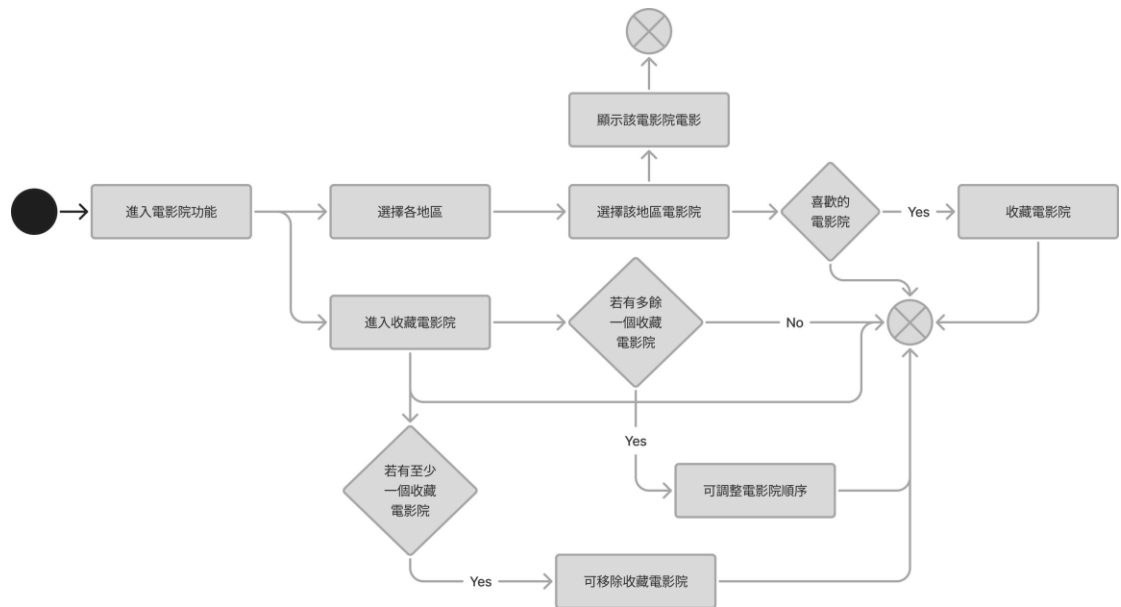 顯示該電影院電影
進入電影院功能
選擇各地區
選擇該地區電影院
喜歡的
電影院
Yes
收藏電影院
進入收藏電影院
若有多餘
一個收藏
電影院
No
Yes
若有至少
一個收藏
電影院
可調整電影院順序
Yes
可移除收藏電影院